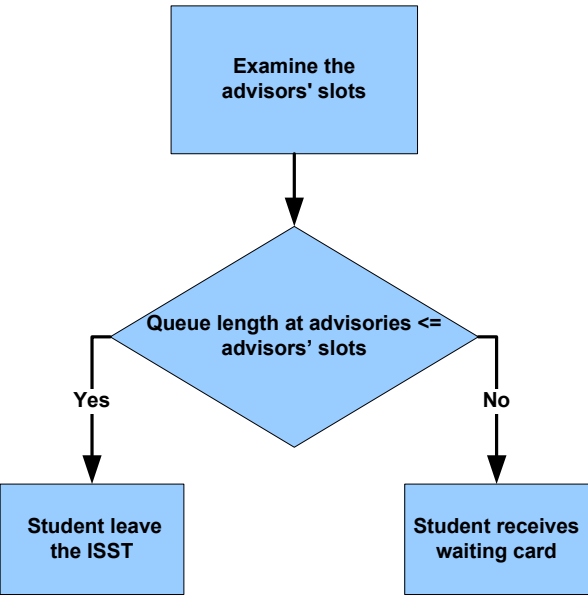 Examine the
advisors' slots
Queue length at advisories <=
advisors’ slots
Yes
No
Student leave
the ISST
Student receives
waiting card